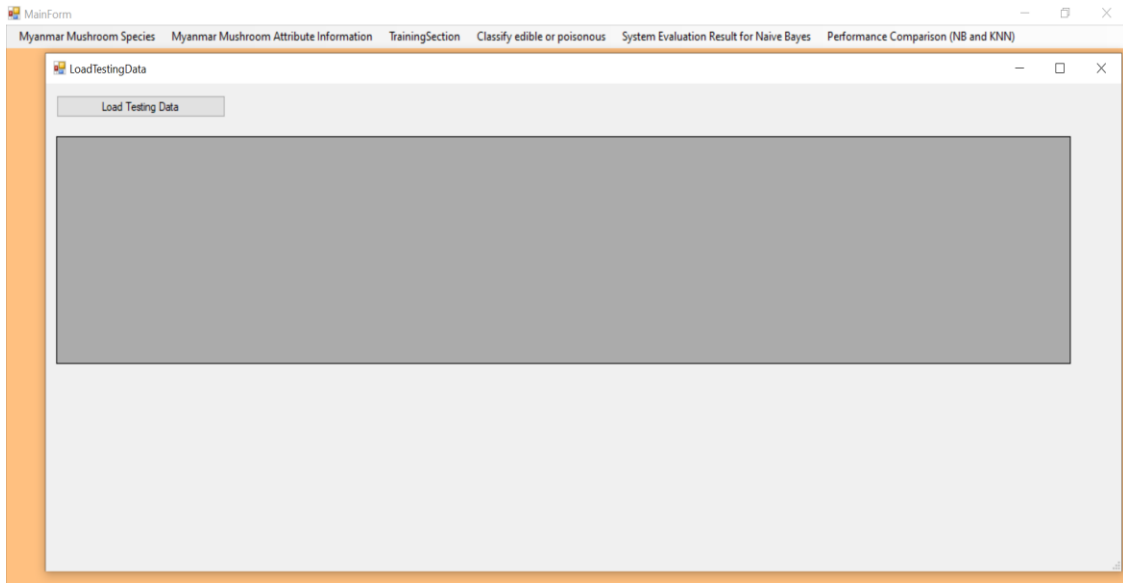 MainForm
Myanmar Mushroom Species Myanmar Mushroom Attribute Information TrainingSection Classify edible or poisonous System Evaluation Result for Naive Bayes Performance Comparison (NB and KNN)
LoadTestingData
Load Testing Data